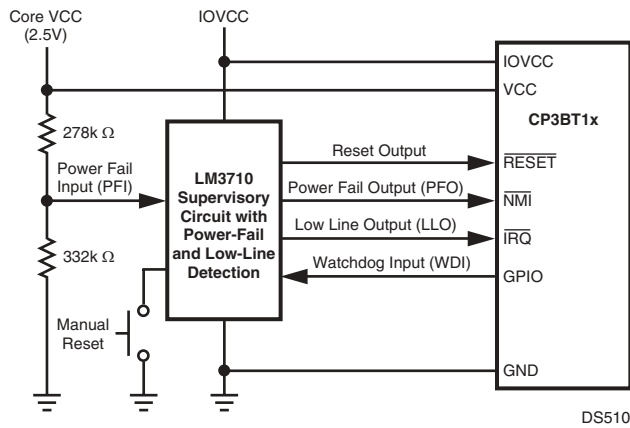 Core VCC
(2.5V)
IOVCC
278k Ω
Power Fail
Input (PFI)
332k Ω
Manual
Reset
LM3710
Supervisory
Circuit with
Power-Fail
and Low-Line
Detection
Reset Output
Power Fail Output (PFO)
Low Line Output (LLO)
Watchdog Input (WDI)
IOVCC
VCC
CP3BT1x
RESET
NMI
IRQ
GPIO
GND
DS510